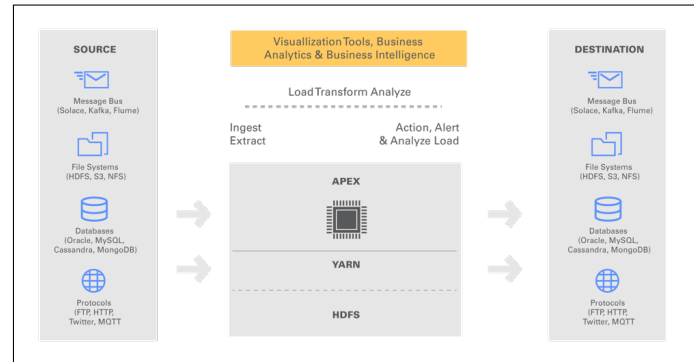 SOURCE
Message Bus
(Solace, Kafka, Flume)
File Systems
(HDFS, S3, NFS)
Databases
(Oracle, MySQL,
Cassandra, MongoDB)
Protocols
(FTP, HTTP,
Twitter, MQTT
Visuallization Tools, Business
Analytics & Business Intelligence
Load Transform Analyze
Ingest
Extract
Action, Alert
& Analyze Load
APEX
YARN
HDFS
DESTINATION
Message Bus
(Solace, Kafka, Flume)
File Systems
(HDFS, S3, NFS)
Databases
(Oracle, MySQL,
Cassandra, MongoDB)
Protocols
(FTP, HTTP,
Twitter, MQTT